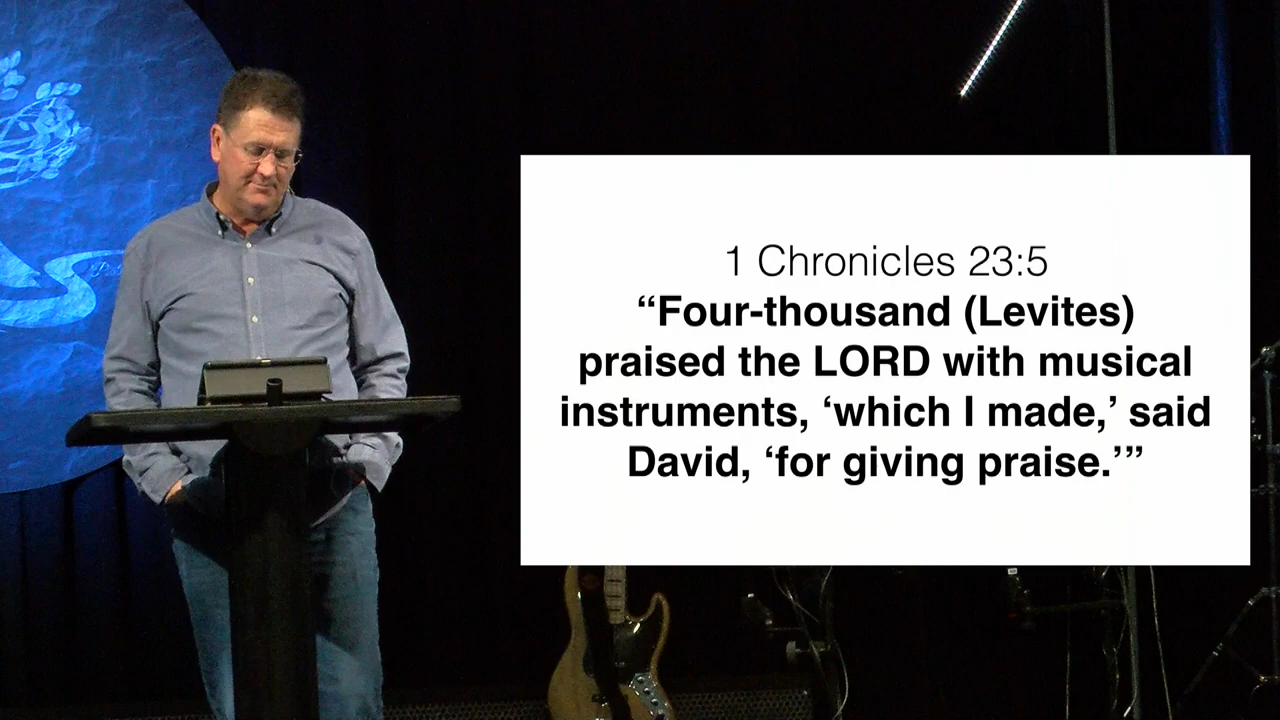 1 Chronicles 23:5
“Four-thousand (Levites)
praised the LORD with musical
instruments, ‘which I made,’ said
David, ‘for giving praise.’”